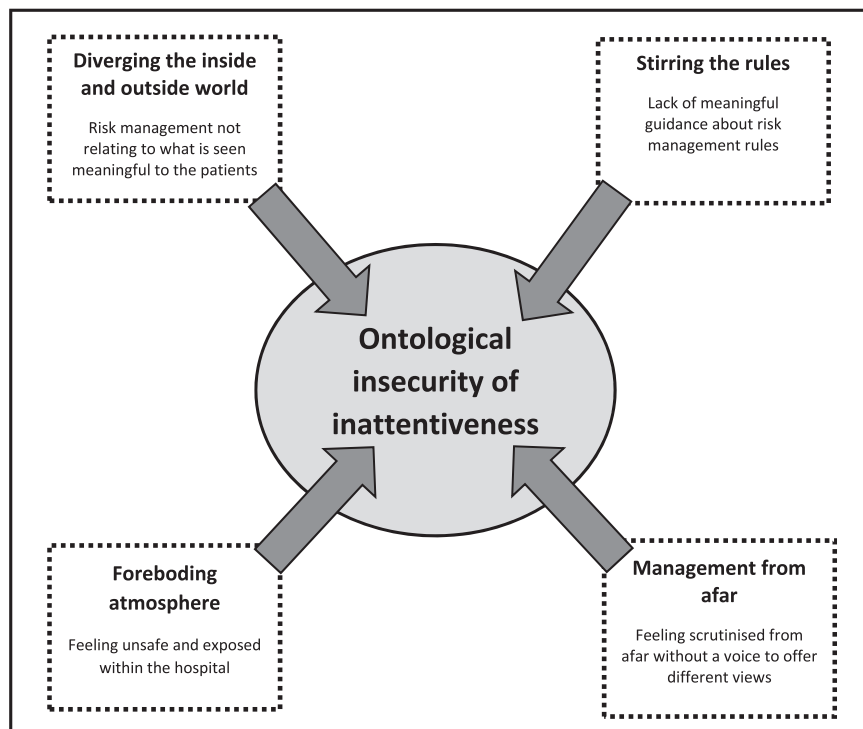 Diverging the inside
and outside world
Risk management not
relating to what is seen
meaningful to the patients
Stirring the rules
Lack of meaningful
guidance about risk
management rules
Ontological
insecurity of
inattentiveness
Foreboding
atmosphere
Feeling unsafe and exposed
within the hospital
Management from
afar
Feeling scrutinised from
afar without a voice to offer
different views